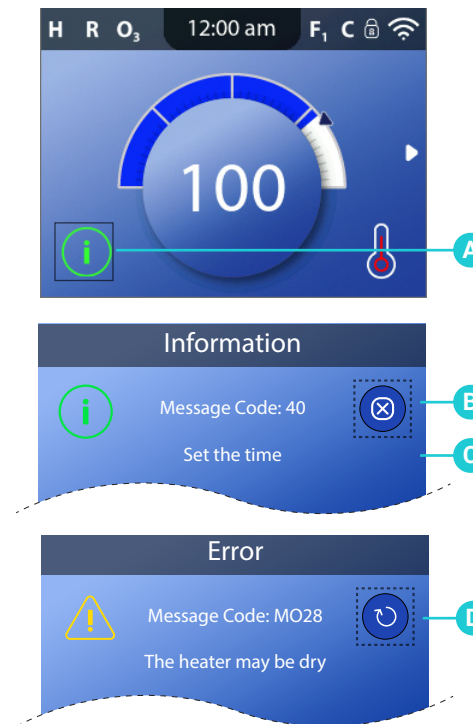 H R O₃ 12:00 am F₁ C 8
100
i
A
Information
i
Message Code: 40
B
Set the time
C
Error
! Message Code: MO28
D
The heater may be dry